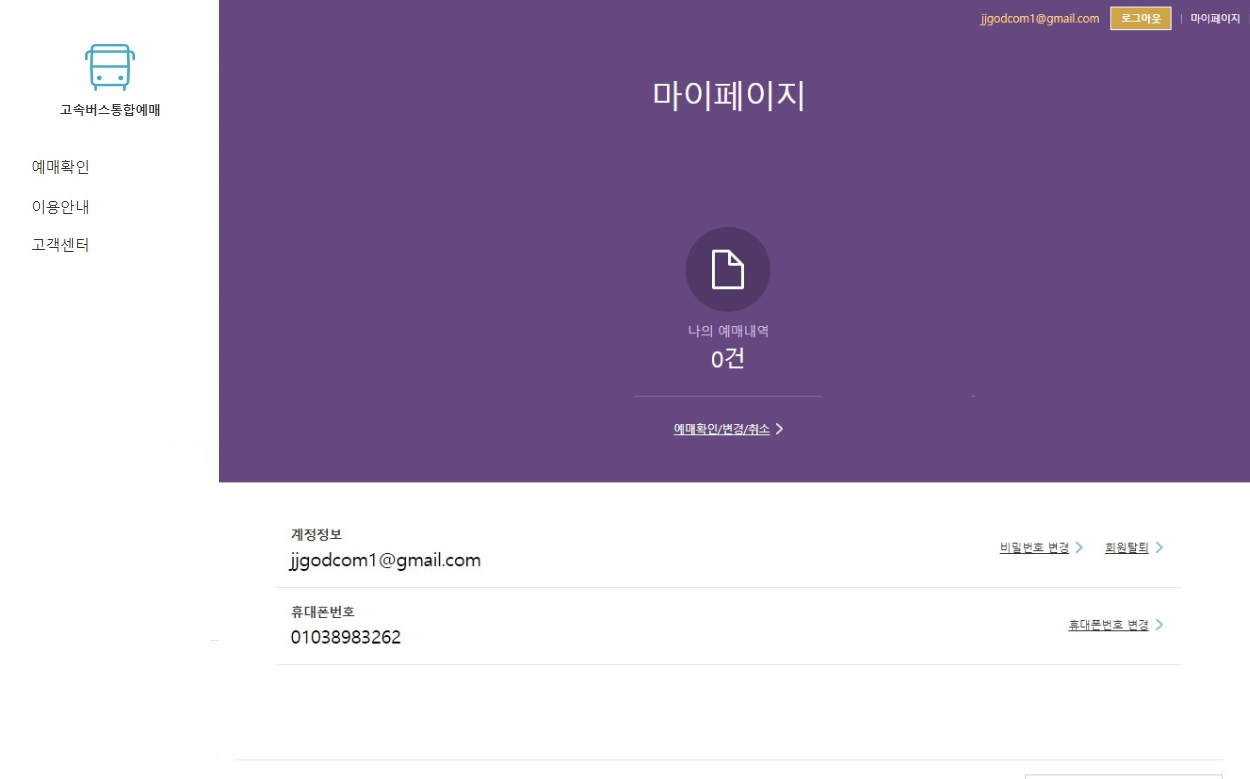 jjgodcom1@gmail.com 로그아웃 | 마이페이지
고속버스통합예매
예매확인
이용안내
고객센터
마이페이지
나의 예매내역
0건
예매확인/변경/취소
계정정보
jjgodcom1@gmail.com
비밀번호 변경 회원탈퇴
휴대폰번호
01038983262
휴대폰번호 변경